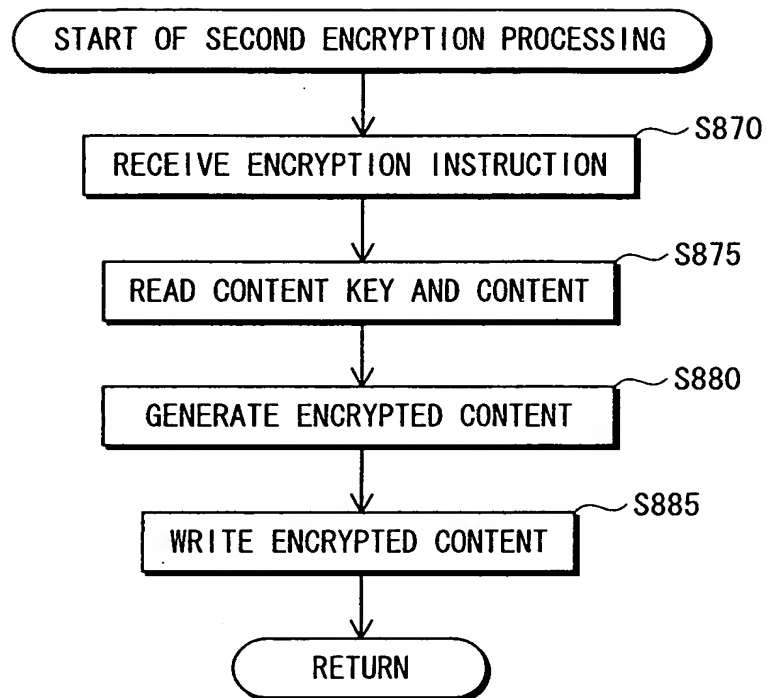 START OF SECOND ENCRYPTION PROCESSING
S870
RECEIVE ENCRYPTION INSTRUCTION
S875
READ CONTENT KEY AND CONTENT
S880
GENERATE ENCRYPTED CONTENT
S885
WRITE ENCRYPTED CONTENT
RETURN